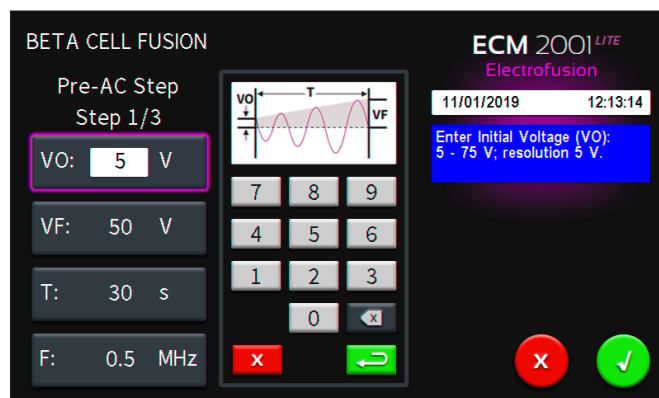 BETA CELL FUSION
Pre-AC Step
Step 1/3
VO: 5 V
VF: 50 V
T: 30 s
F: 0.5 MHz
VO T VF
7 8 9
4 5 6
1 2 3
0 x
X
ECM 2001 LITE
Electrofusion
11/01/2019 12:13:14
Enter Initial Voltage (VO):
5 - 75 V; resolution 5 V.
X